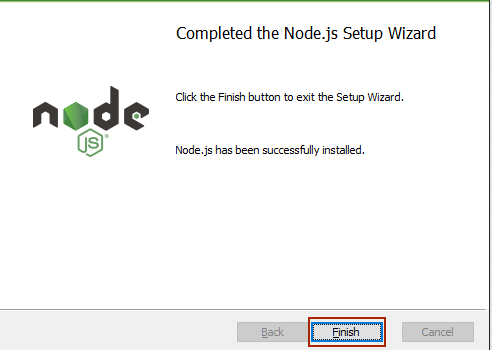 Completed the Node.js Setup Wizard
Click the Finish button to exit the Setup Wizard.
node
JS
Node.js has been successfully installed.
Back
Finish
Cancel